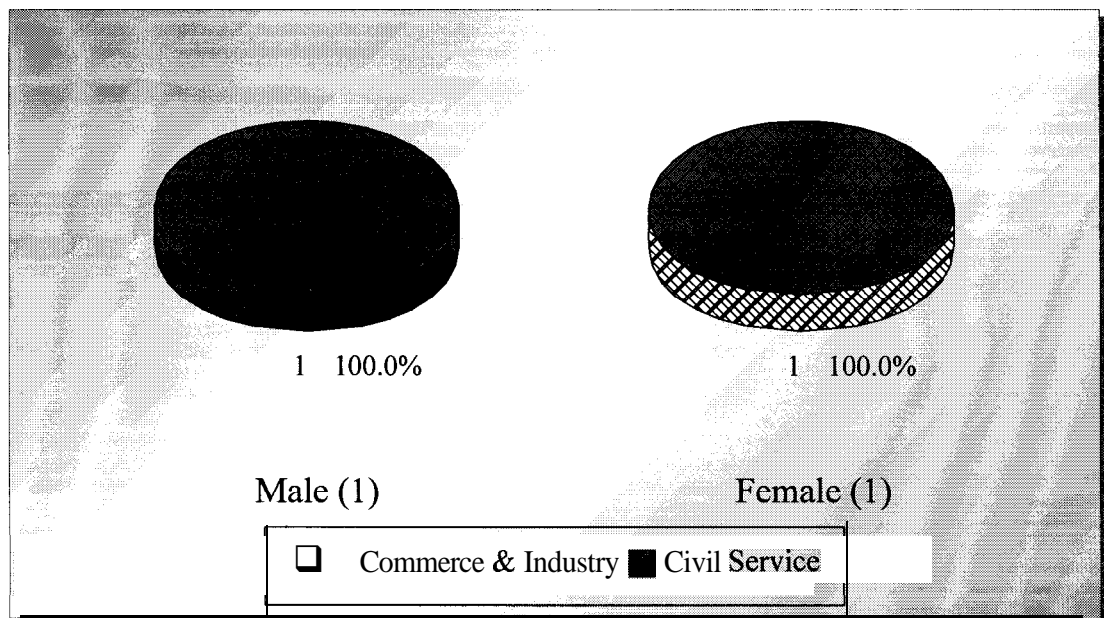 1 100.0%
1 100.0%
Male (1)
Female (1)
Commerce & Industry
Civil Service